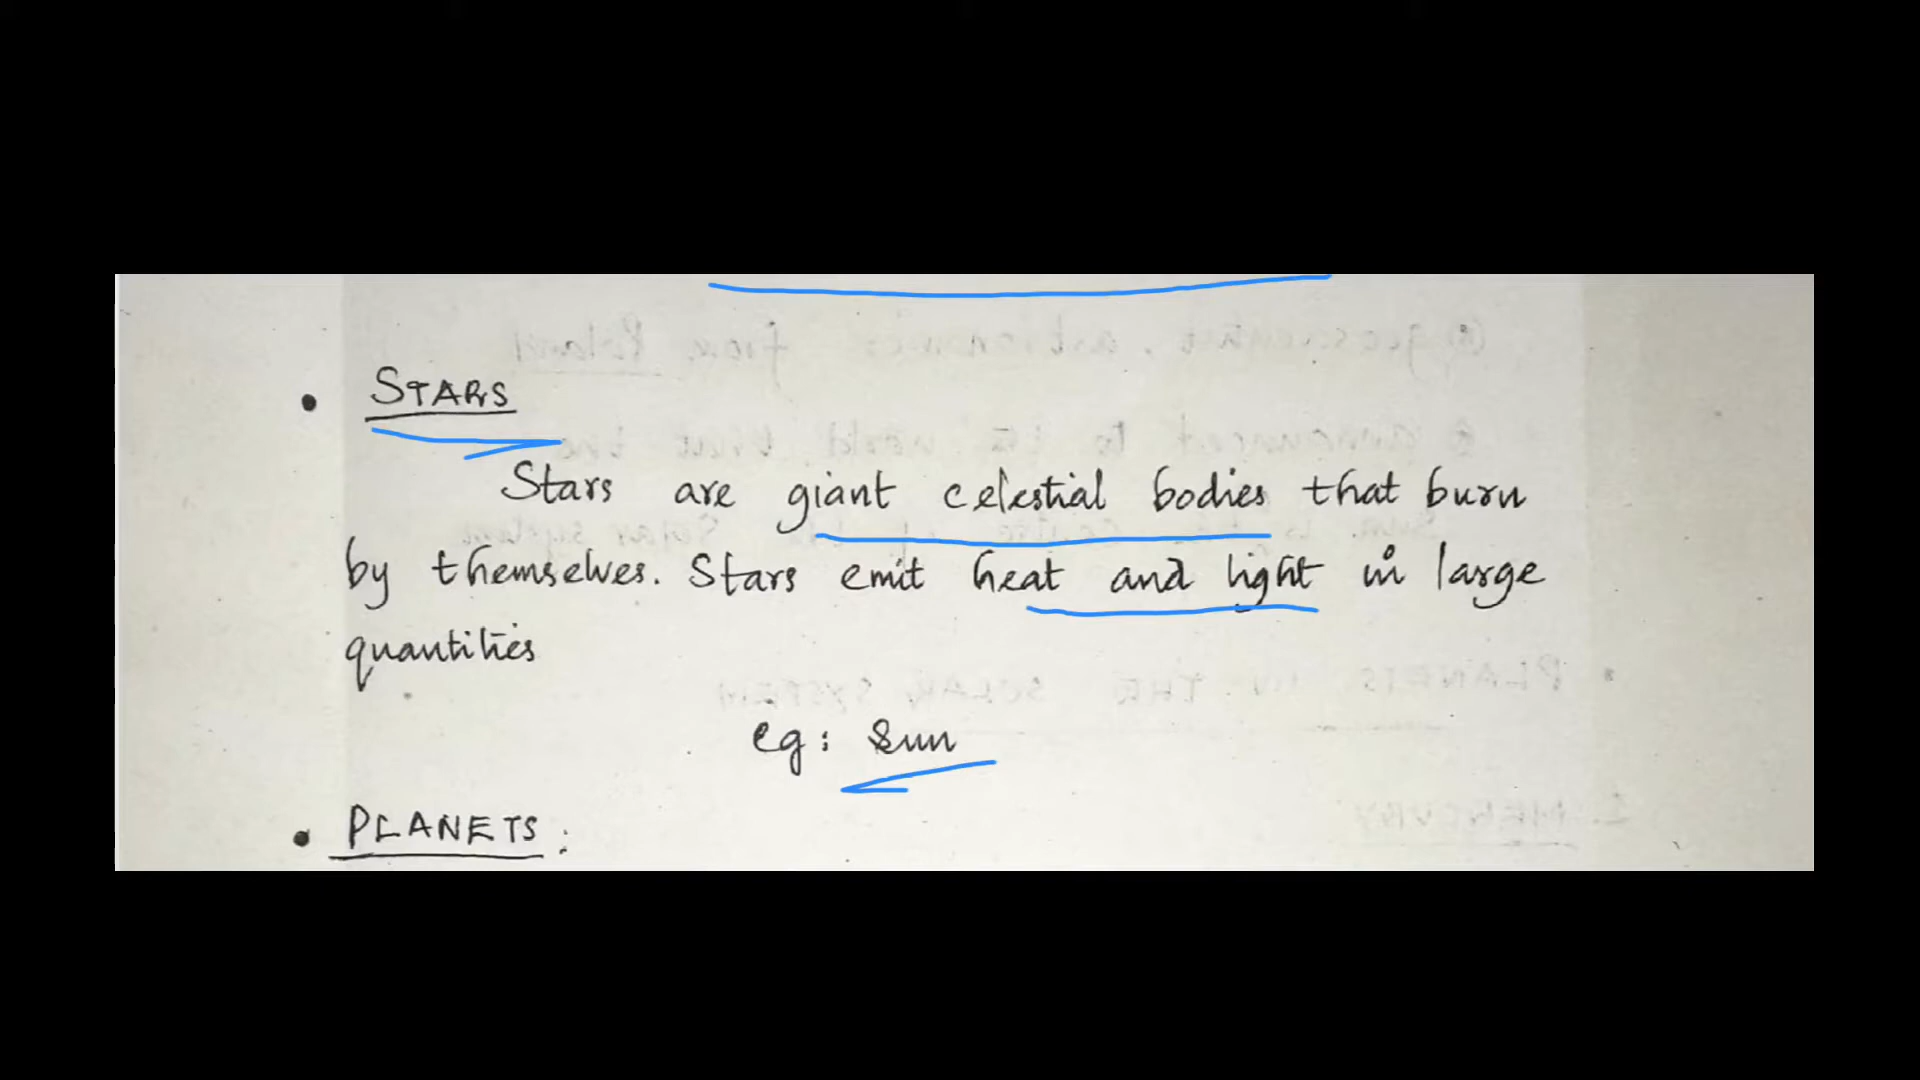 • STARS
Stars are giant celestial bodies that burn
by themselves. Stars emit heat and light in large
quantities
eg: Sun
• PLANETS: